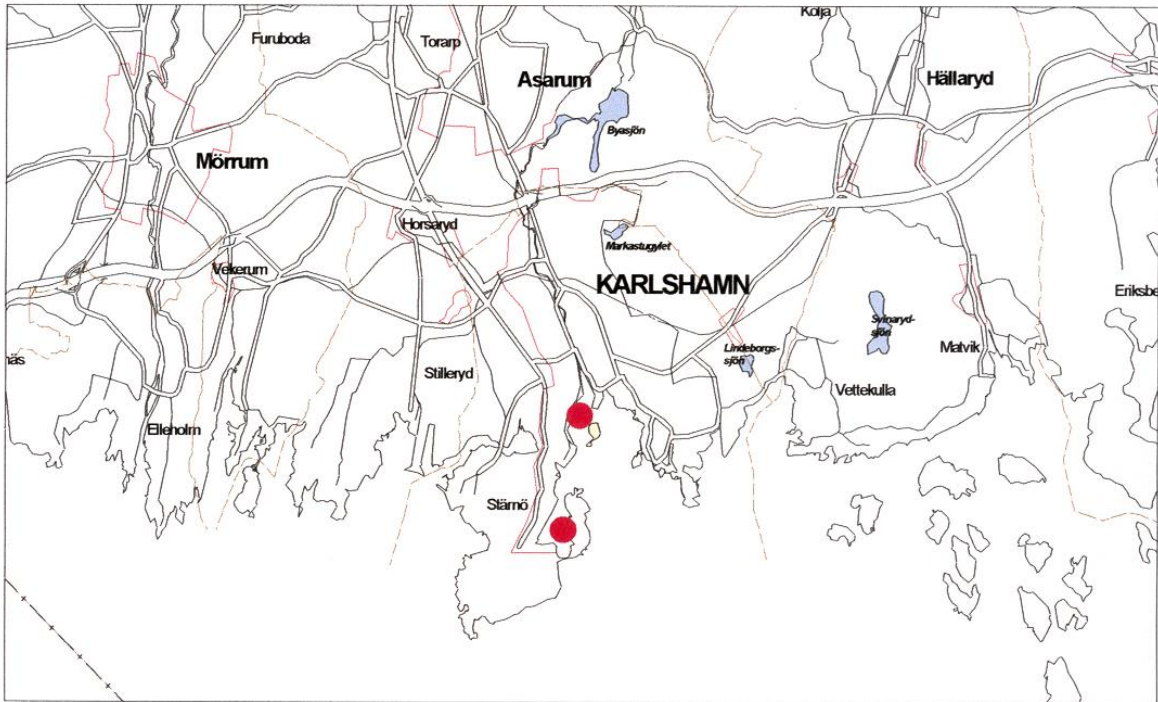 Kolja
Furuboda
Torarp
Asarum
Hällaryd
Byasjön
Mörrum
Horsaryd
Markastugylet
Vekerum
KARLSHAMN
Eriksbe
Svinaryd-
sjön
Matvik
Lindeborgs-
sjön
näs
Stilleryd
Vettekulla
Elleholm
Stärnö